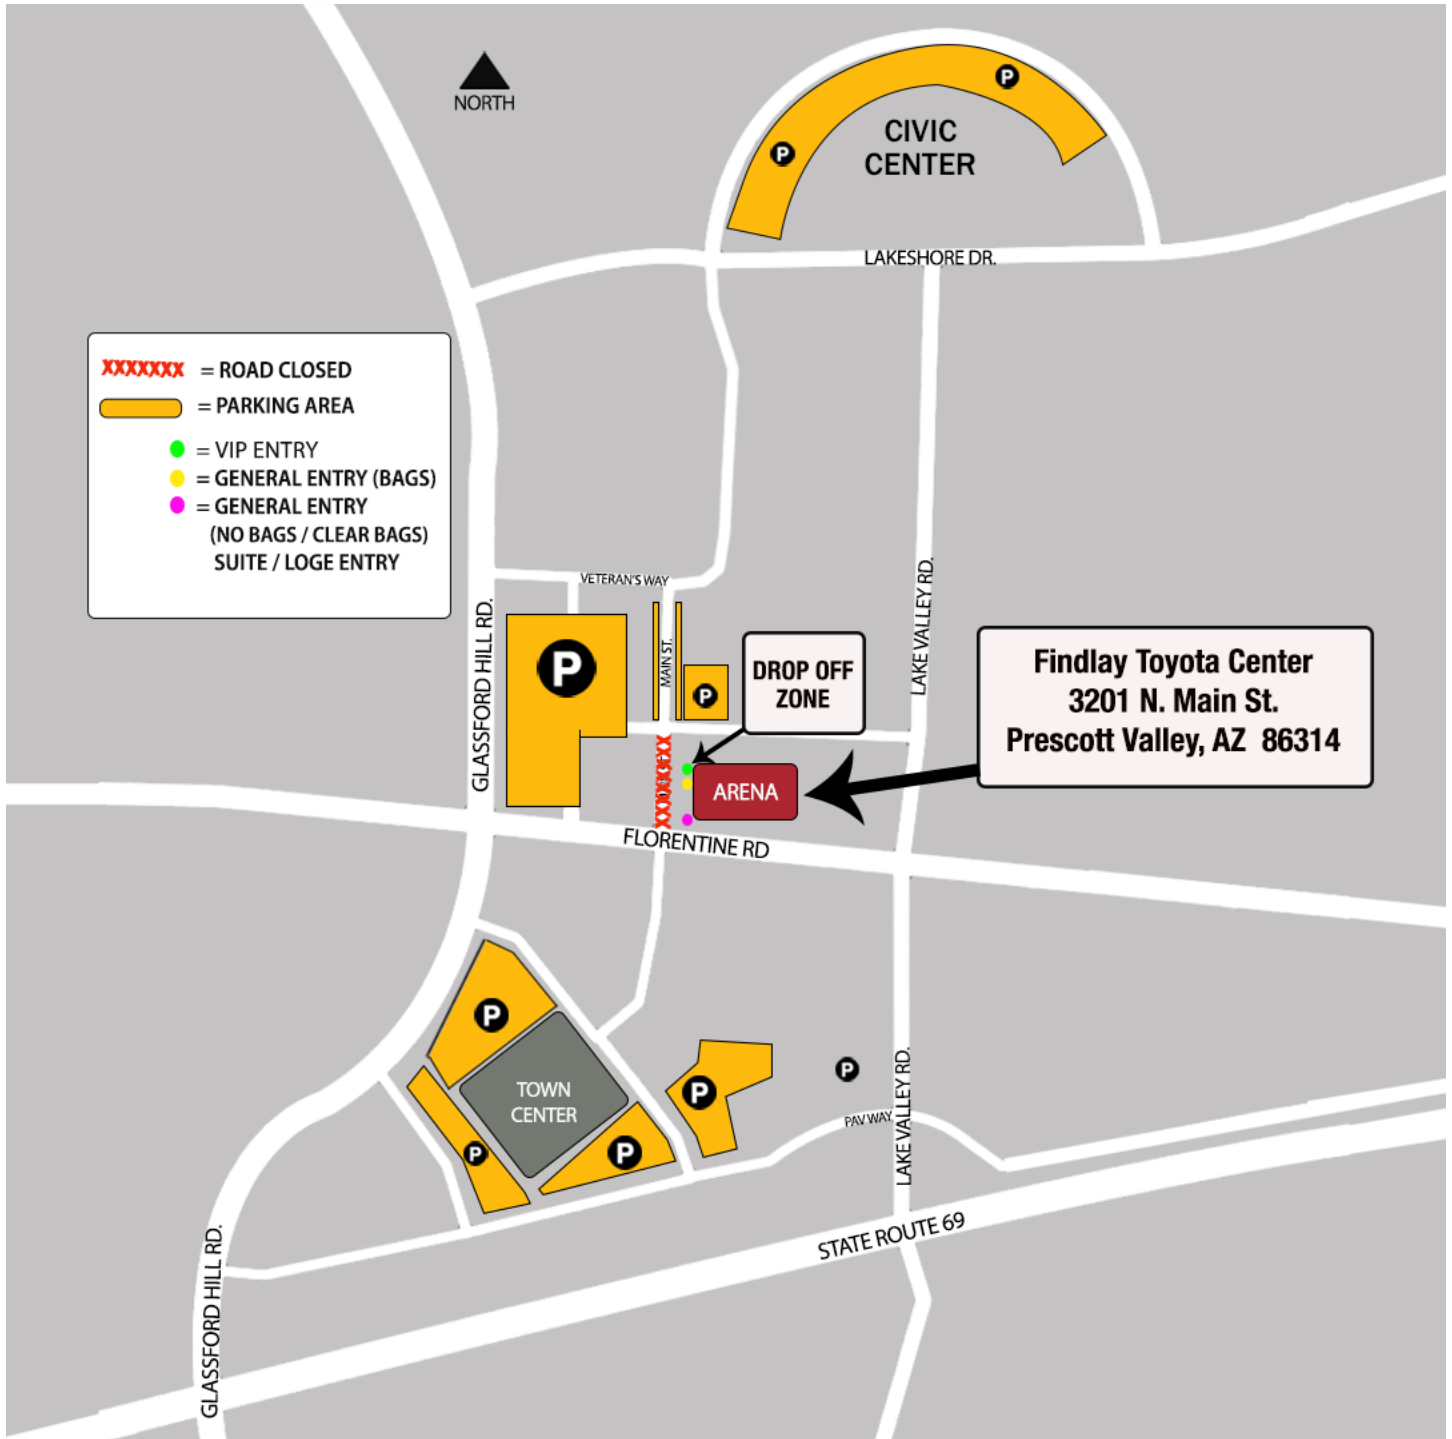 NORTH
P
P
CIVIC
CENTER
LAKESHORE DR.
XXXXXXX = ROAD CLOSED
= PARKING AREA
= VIP ENTRY
= GENERAL ENTRY (BAGS)
= GENERAL ENTRY
(NO BAGS / CLEAR BAGS)
SUITE / LOGE ENTRY
VETERAN'S WAY
GLASSFORD HILL RD.
P
MAIN ST.
P
DROP OFF
ZONE
LAKE VALLEY RD.
Findlay Toyota Center
3201 N. Main St.
Prescott Valley, AZ 86314
XXXXXXX
ARENA
FLORENTINE RD
P
TOWN
CENTER
P
P
P
P
PAV WAY
LAKE VALLEY RD.
STATE ROUTE 69
GLASSFORD HILL RD.